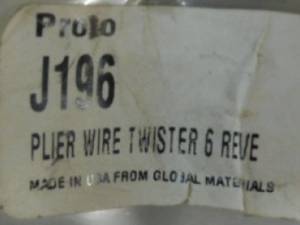 Proto
J196
PLIER WIRE TWISTER 6 REVE
MADE IN USA FROM GLOBAL MATERIALS